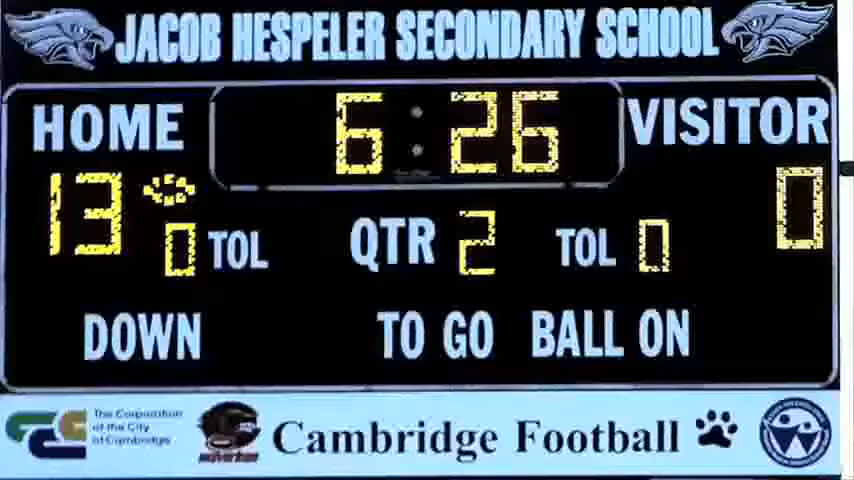 JACOB HESPELER SECONDARY SCHOOL
HOME 6:26 VISITOR
13 0
0 TOL QTR 2 TOL 0
DOWN TO GO BALL ON
The Corporation
of the City
of Cambridge
Cambridge Football